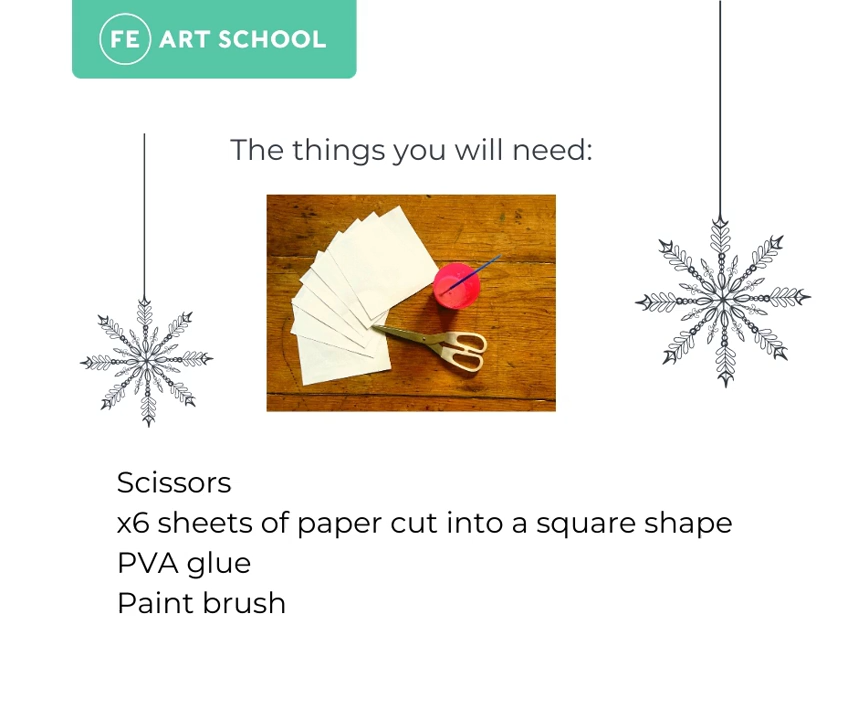 FE ART SCHOOL
The things you will need:
Scissors
x6 sheets of paper cut into a square shape
PVA glue
Paint brush